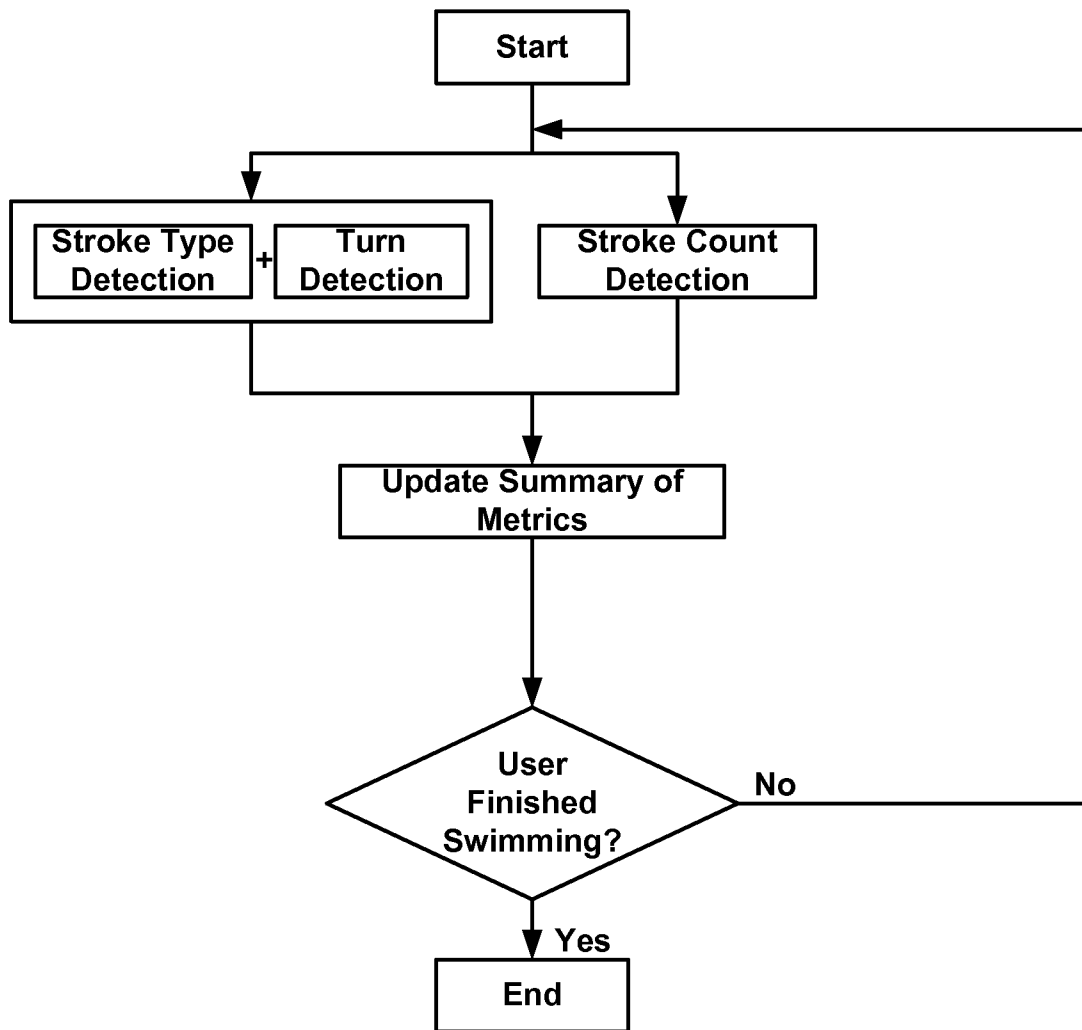 Start
Stroke Type
Detection
+
Turn
Detection
Stroke Count
Detection
Update Summary of
Metrics
User
Finished
Swimming?
No
Yes
End